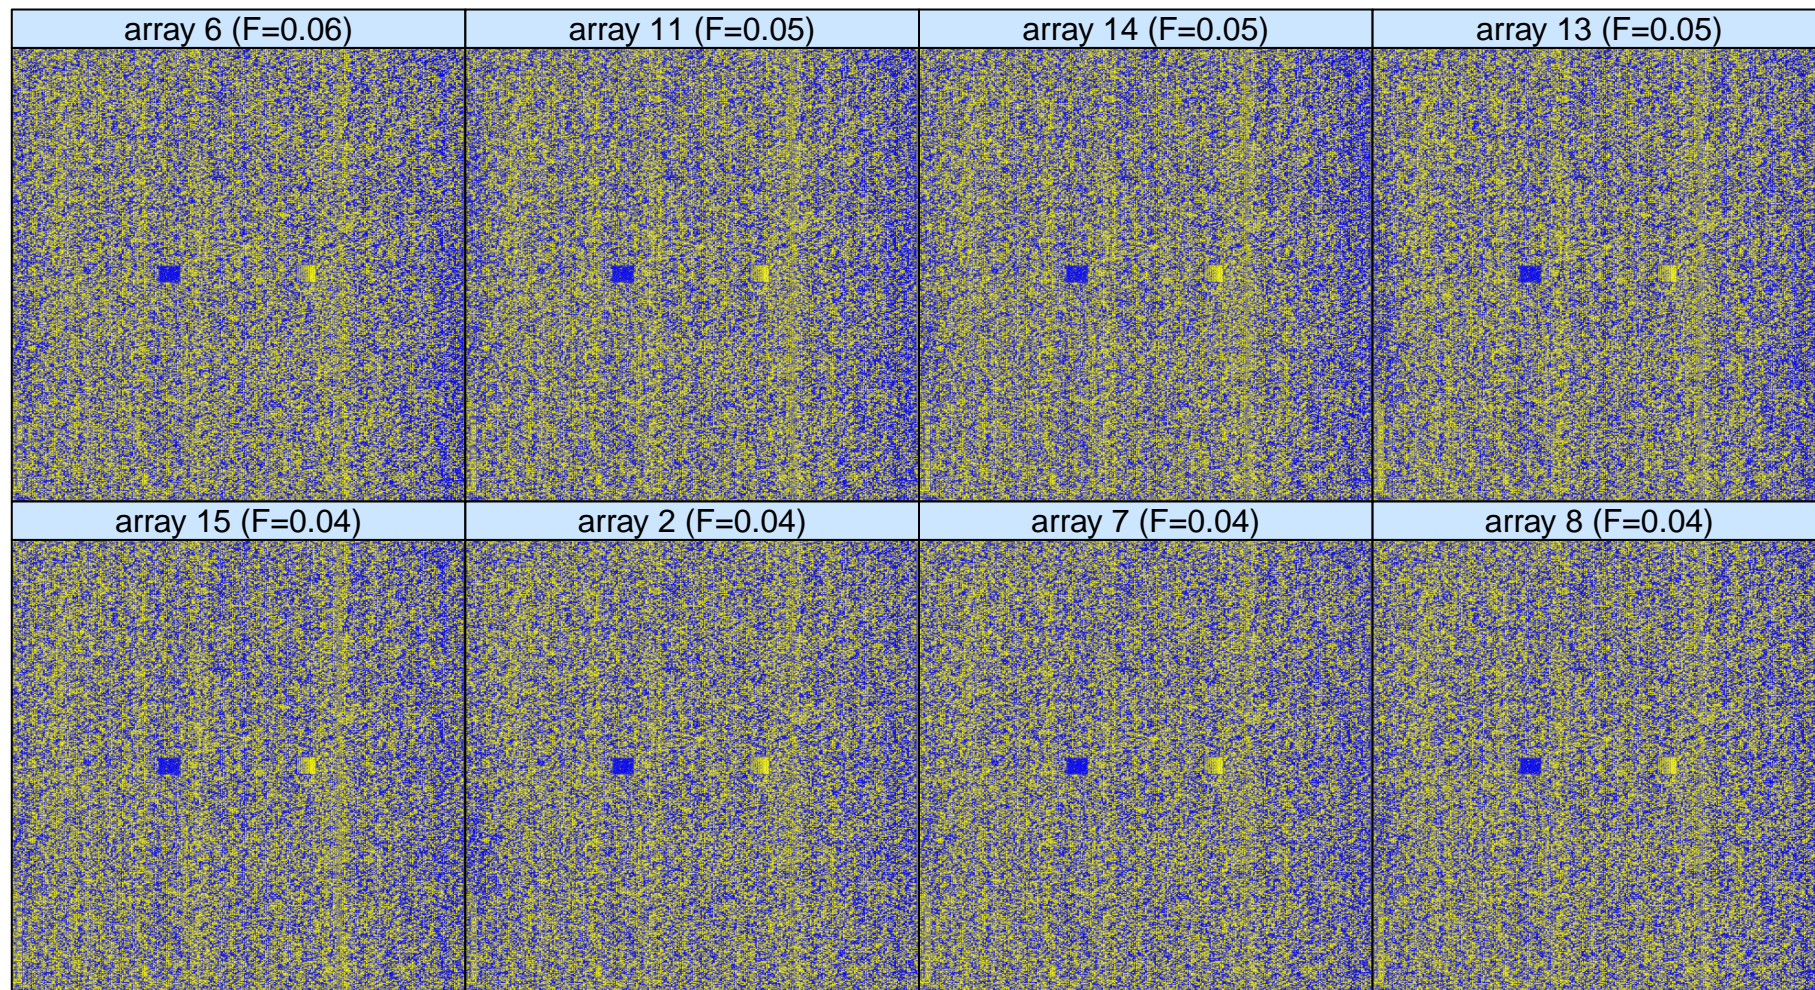 array 6 (F=0.06)
array 11 (F=0.05)
array 14 (F=0.05)
array 13 (F=0.05)
array 15 (F=0.04)
array 2 (F=0.04)
array 7 (F=0.04)
array 8 (F=0.04)